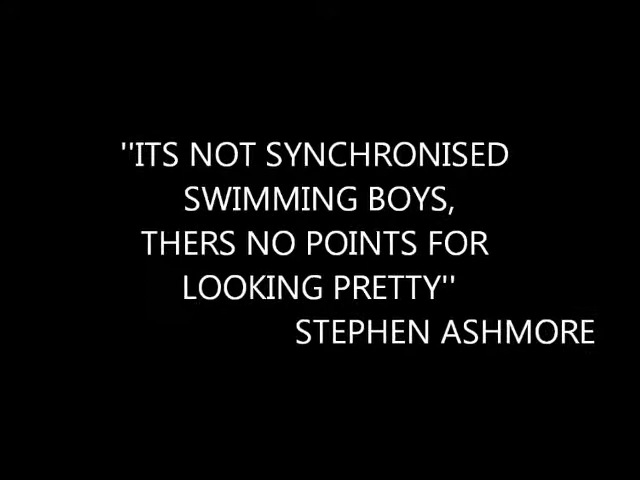 ''ITS NOT SYNCHRONISED
SWIMMING BOYS,
THERS NO POINTS FOR
LOOKING PRETTY''
STEPHEN ASHMORE